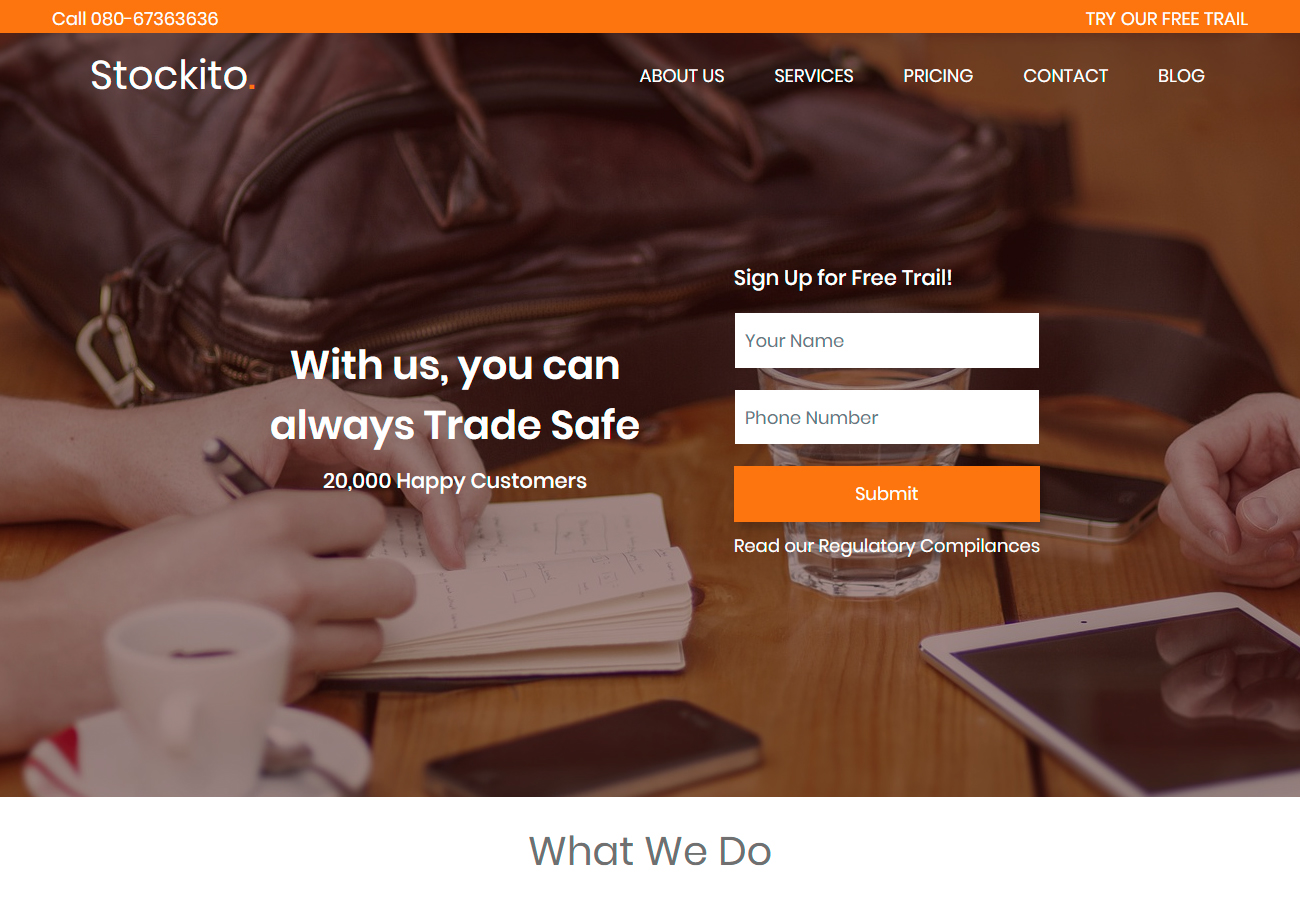 Call 080-67363636
TRY OUR FREE TRAIL
Stockito.
ABOUT US
SERVICES
PRICING
CONTACT
BLOG
With us, you can
always Trade Safe
20,000 Happy Customers
Sign Up for Free Trail!
Your Name
Phone Number
Submit
Read our Regulatory Compilances
What We Do